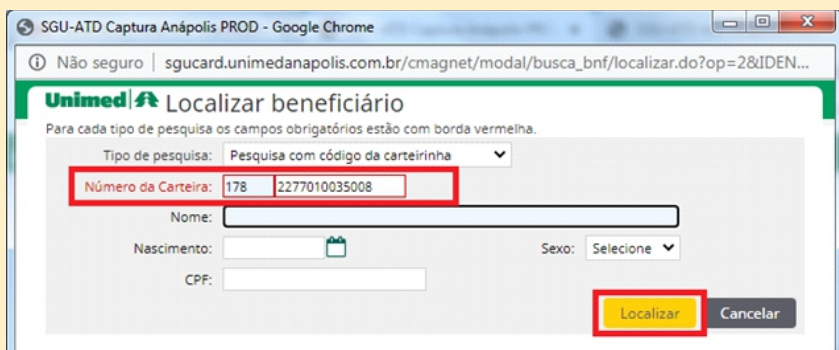 SGU-ATD Captura Anápolis PROD - Google Chrome
Não seguro | sgucard.unimedanapolis.com.br/cmagnet/modal/busca_bnf/localizar.do?op=2&IDEN...
Unimed Localizar beneficiário
Para cada tipo de pesquisa os campos obrigatórios estão com borda vermelha.
Tipo de pesquisa: Pesquisa com código da carteirinha
Número da Carteira: 178 2277010035008
Nome:
Nascimento: Sexo: Selecione
CPF:
Localizar Cancelar